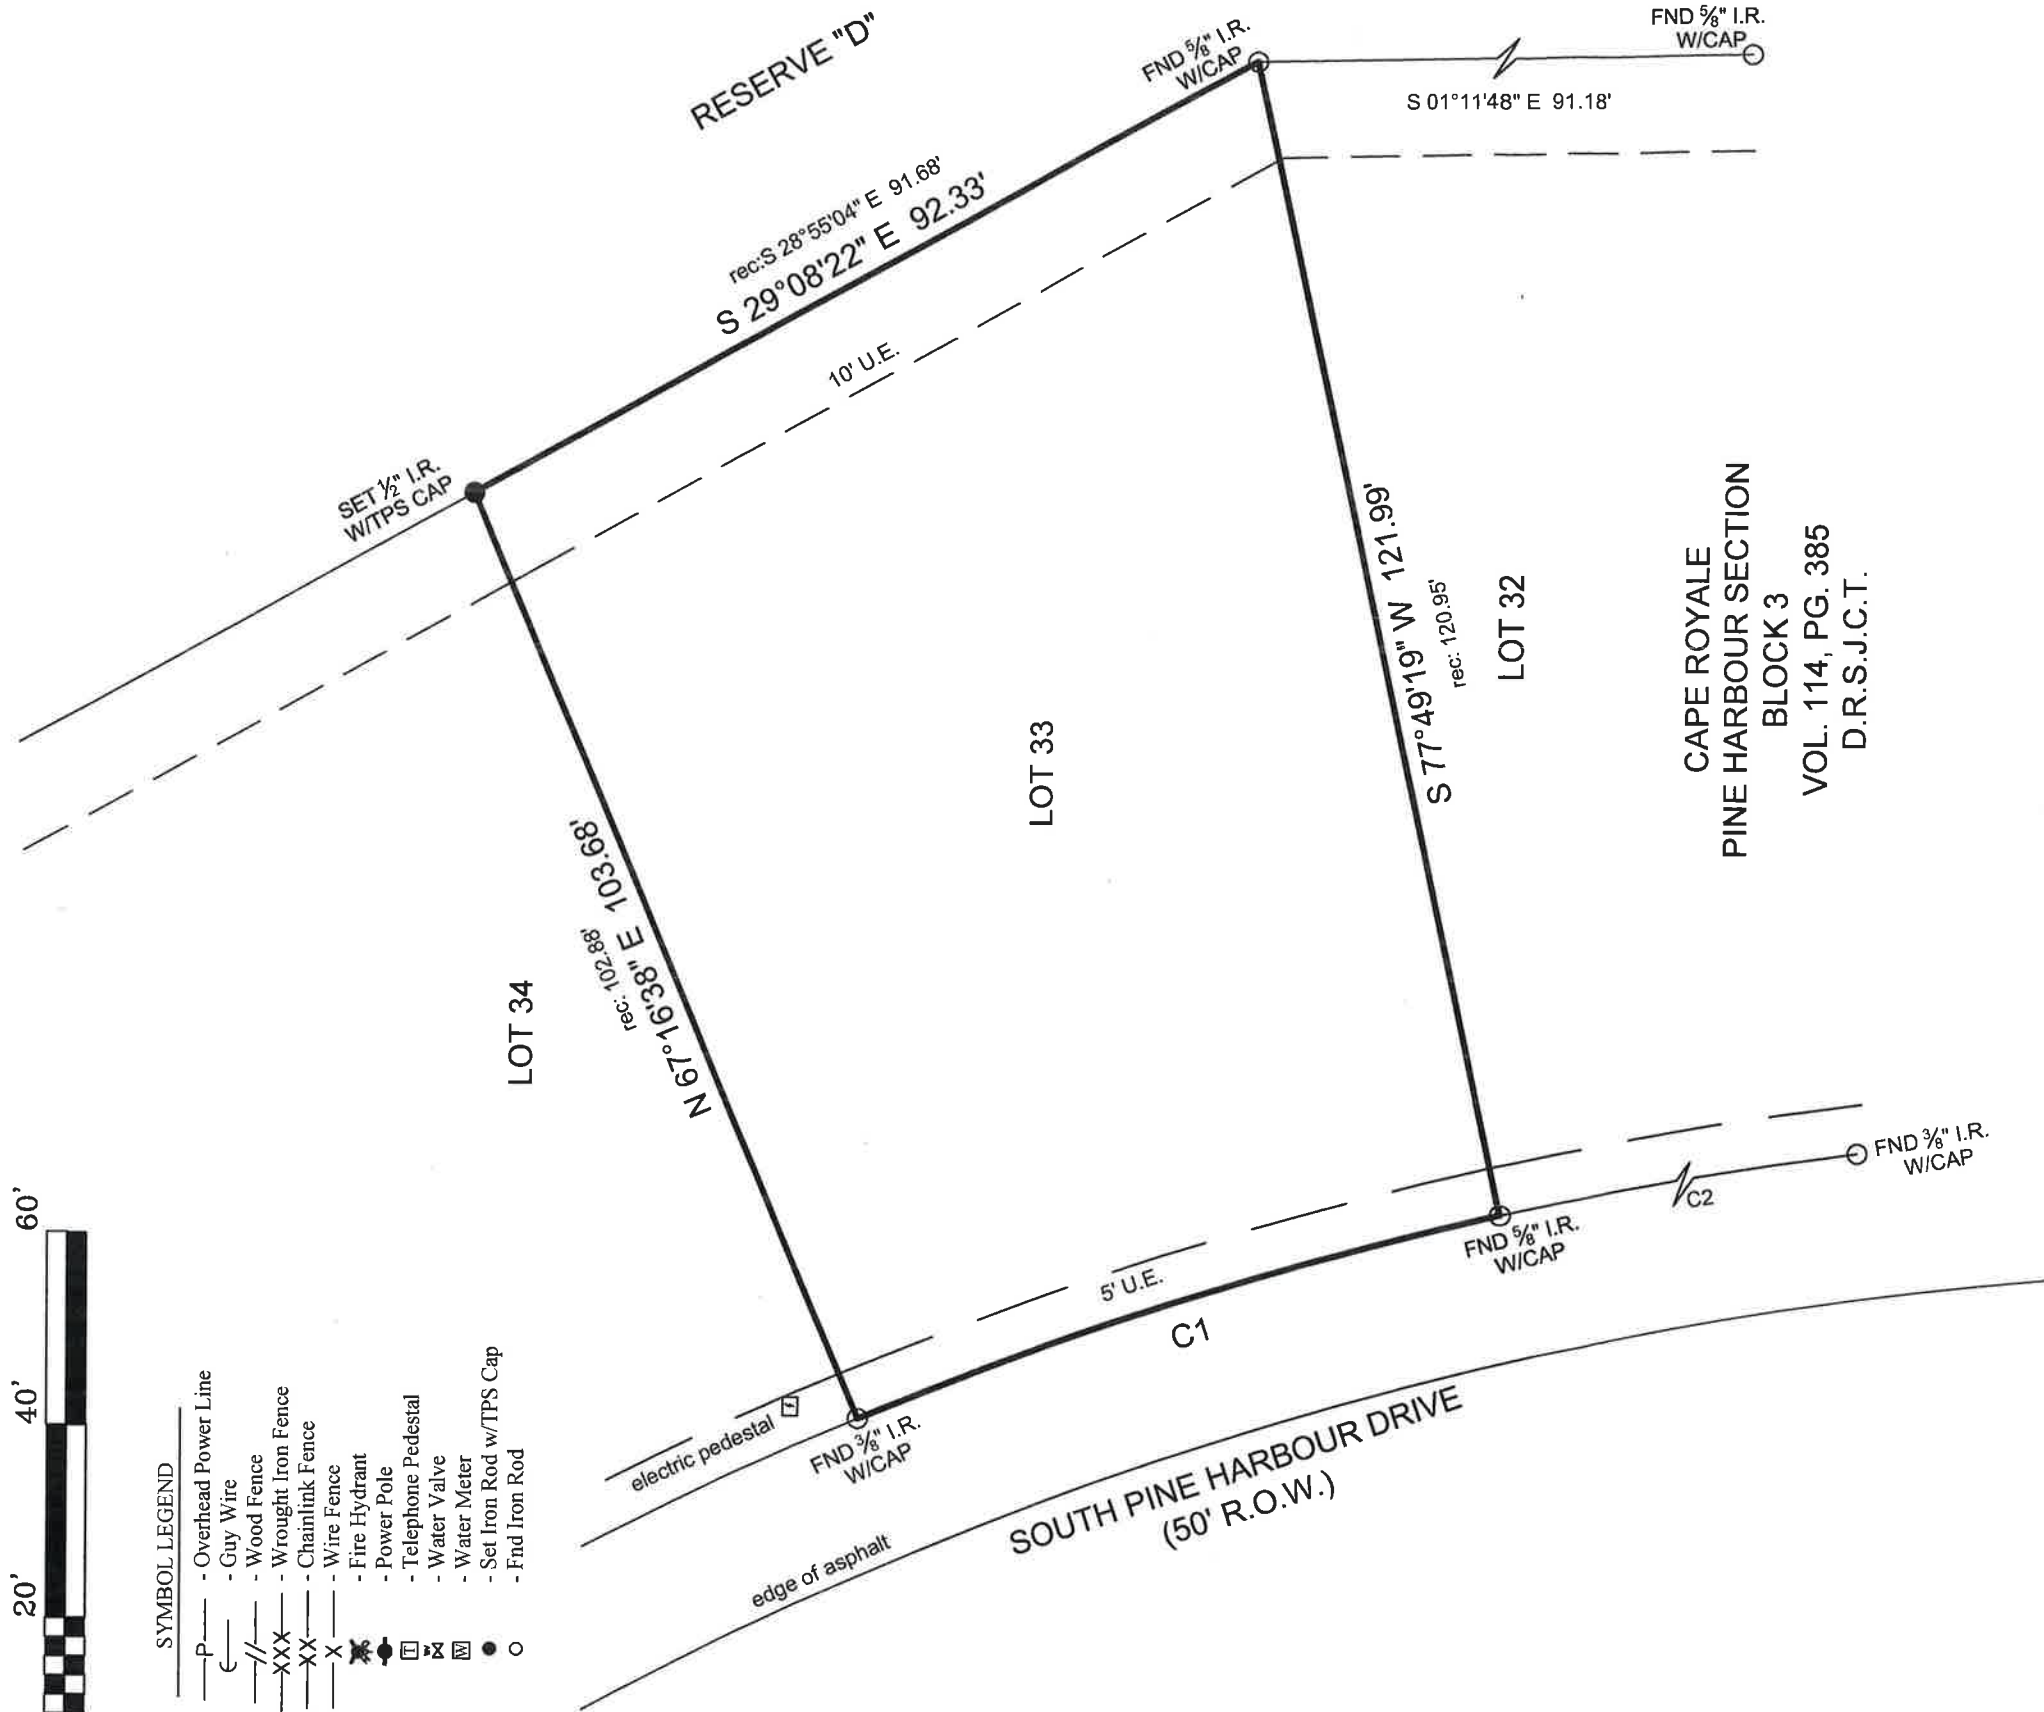 RESERVE "D"
FND 5/8" I.R.
W/CAP
FND 5/8" I.R.
W/CAP
S 01°11'48" E 91.18'
rec:S 28°55'04" E 91.68'
S 29°08'22" E 92.33'
10' U.E.
SET 1/2" I.R.
W/TPS CAP
N 67°16'38" E 103.68'
rec: 102.88'
LOT 34
LOT 33
S 77°49'19" W 121.99'
rec: 120.95'
LOT 32
CAPE ROYALE
PINE HARBOUR SECTION
BLOCK 3
VOL. 114, PG. 385
D.R.S.J.C.T.
FND 3/8" I.R.
W/CAP
C2
FND 5/8" I.R.
W/CAP
5' U.E.
C1
electric pedestal
FND 3/8" I.R.
W/CAP
SOUTH PINE HARBOUR DRIVE
(50' R.O.W.)
edge of asphalt
20'
40'
60'
SYMBOL LEGEND
P - Overhead Power Line
- Guy Wire
// - Wood Fence
XXX - Wrought Iron Fence
XX - Chainlink Fence
X - Wire Fence
- Fire Hydrant
- Power Pole
T - Telephone Pedestal
W - Water Valve
W - Water Meter
- Set Iron Rod w/TPS Cap
- Fnd Iron Rod